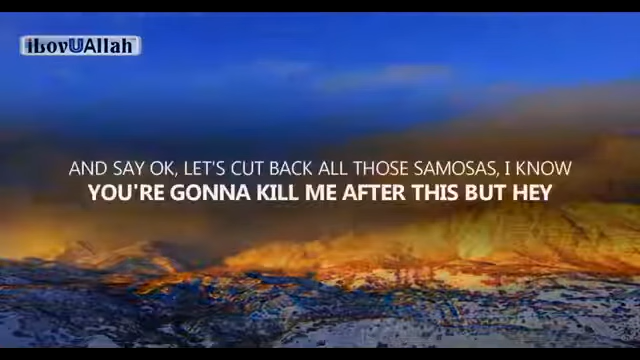 iLovUAllah
AND SAY OK, LET'S CUT BACK ALL THOSE SAMOSAS, I KNOW
YOU'RE GONNA KILL ME AFTER THIS BUT HEY